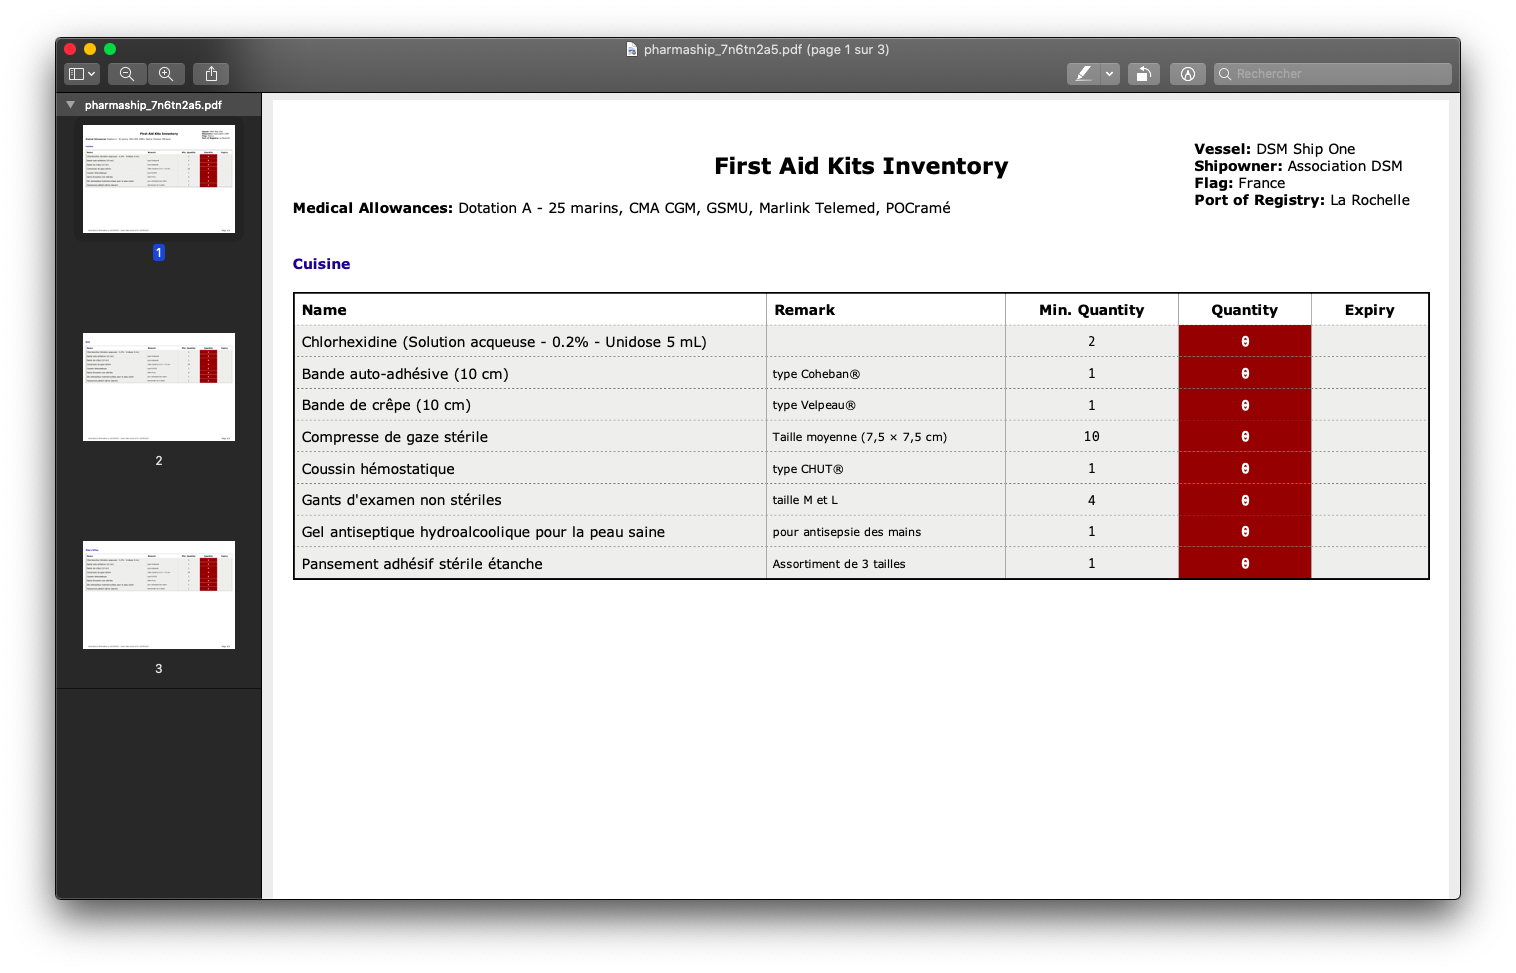 pharmaship_7n6tn2a5.pdf (page 1 sur 3)
Rechercher
pharmaship_7n6tn2a5.pdf
1
2
3
First Aid Kits Inventory
Vessel: DSM Ship One
Shipowner: Association DSM
Flag: France
Port of Registry: La Rochelle
Medical Allowances: Dotation A - 25 marins, CMA CGM, GSMU, Marlink Telemed, POCramé
Cuisine
Name Remark Min. Quantity Quantity Expiry
Chlorhexidine (Solution acqueuse - 0.2% - Unidose 5 mL) 2 0
Bande auto-adhésive (10 cm) type Coheban® 1 0
Bande de crêpe (10 cm) type Velpeau® 1 0
Compresse de gaze stérile Taille moyenne (7,5 × 7,5 cm) 10 0
Coussin hémostatique type CHUT® 1 0
Gants d'examen non stériles taille M et L 4 0
Gel antiseptique hydroalcoolique pour la peau saine pour antisepsie des mains 1 0
Pansement adhésif stérile étanche Assortiment de 3 tailles 1 0